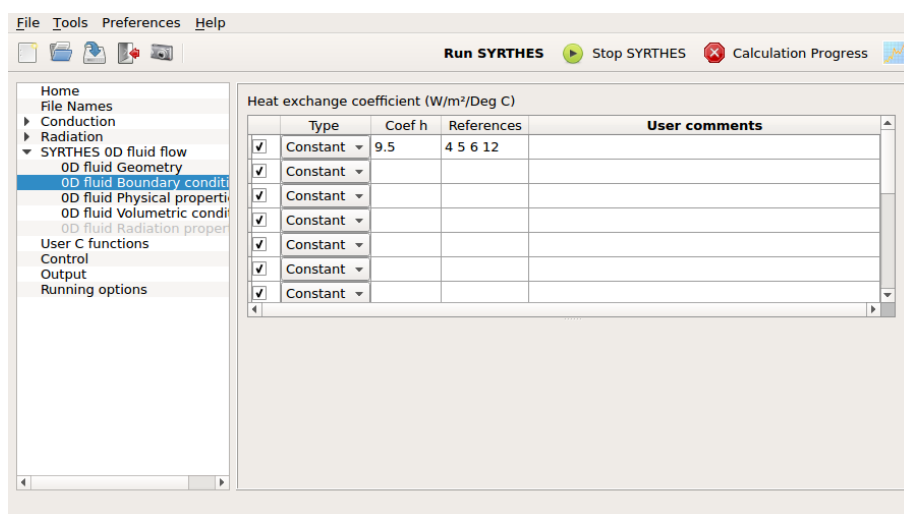 File Tools Preferences Help
Run SYRTHES Stop SYRTHES Calculation Progress
Home
File Names
Conduction
Radiation
SYRTHES 0D fluid flow
0D fluid Geometry
0D fluid Boundary conditi
0D fluid Physical properti
0D fluid Volumetric condi
0D fluid Radiation proper
User C functions
Control
Output
Running options
Heat exchange coefficient (W/m²/Deg C)
Type Coef h References User comments
Constant 9.5 4 5 6 12
Constant
Constant
Constant
Constant
Constant
Constant